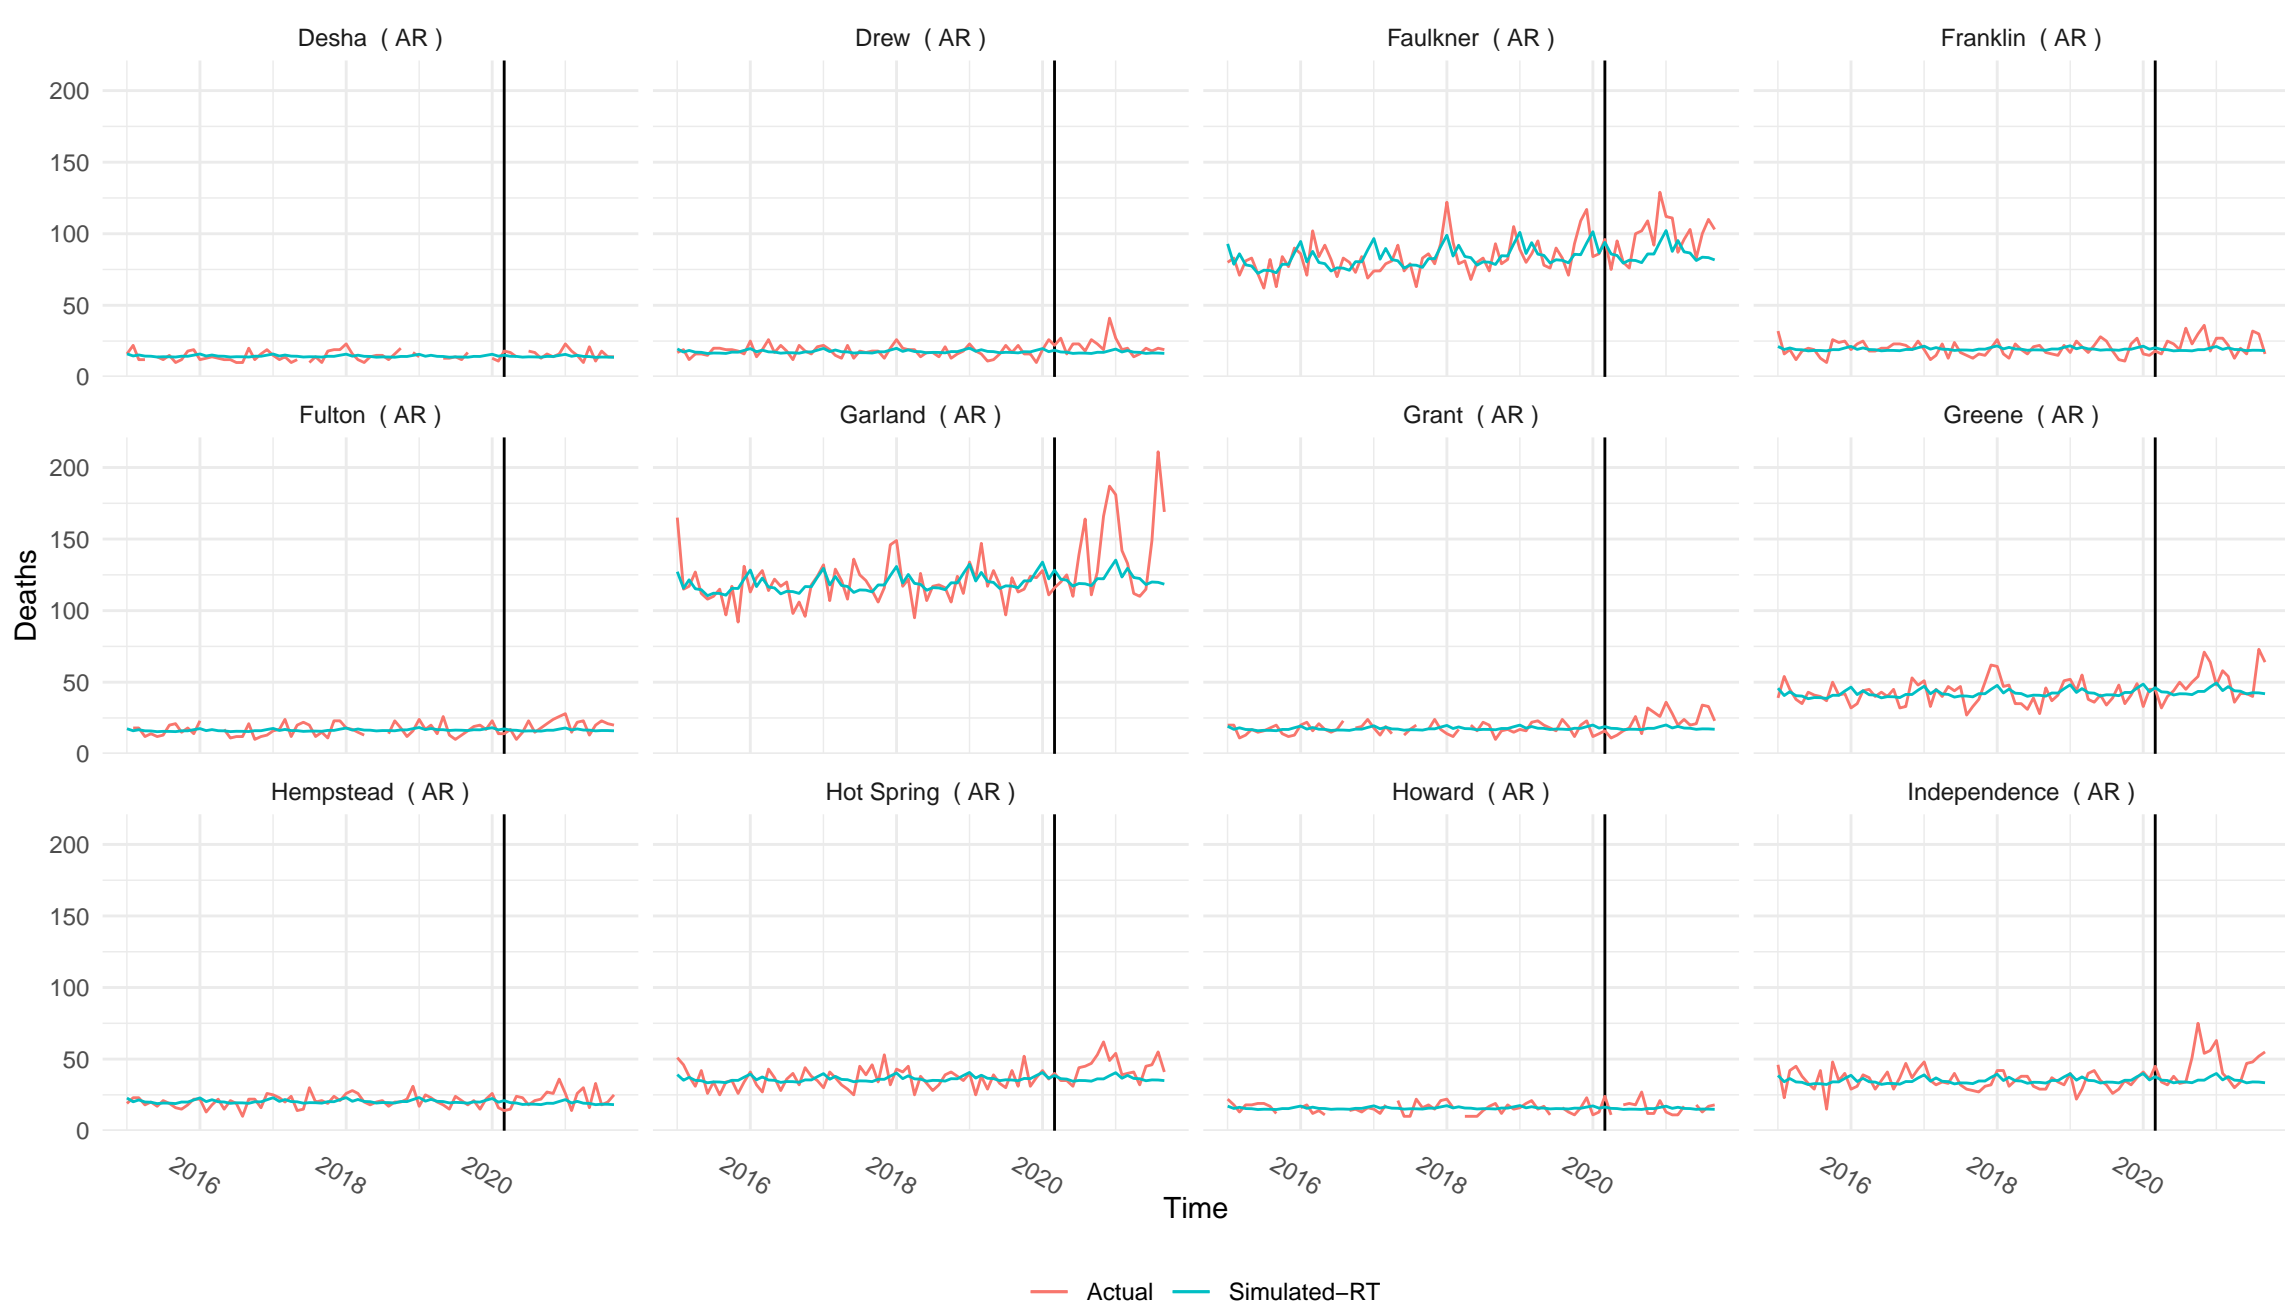 Desha ( AR )
Drew ( AR )
Faulkner ( AR )
Franklin ( AR )
200
150
100
50
0
Fulton ( AR )
Garland ( AR )
Grant ( AR )
Greene ( AR )
200
150
100
50
0
Deaths
Hempstead ( AR )
Hot Spring ( AR )
Howard ( AR )
Independence ( AR )
200
150
100
50
0
2016 2018 2020
2016 2018 2020
2016 2018 2020
2016 2018 2020
Time
Actual
Simulated−RT